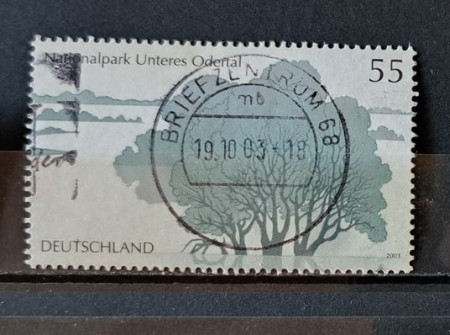 Nationalpark Unteres Odertal
55
BRIEFZENTRUM 68
mb
19.10.03-18
DEUTSCHLAND
2003